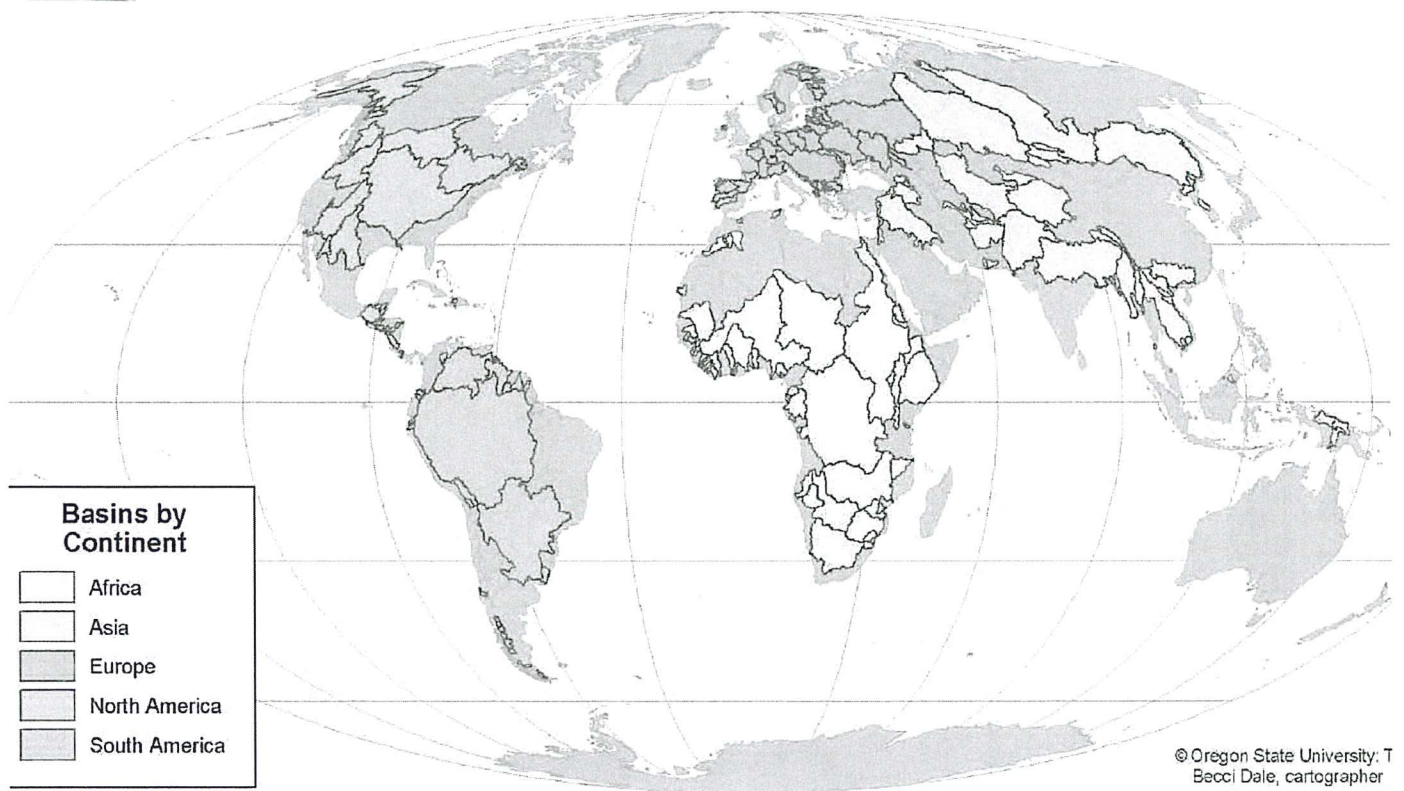 Basins by
Continent
Africa
Asia
Europe
North America
South America
© Oregon State University: T
Becci Dale, cartographer